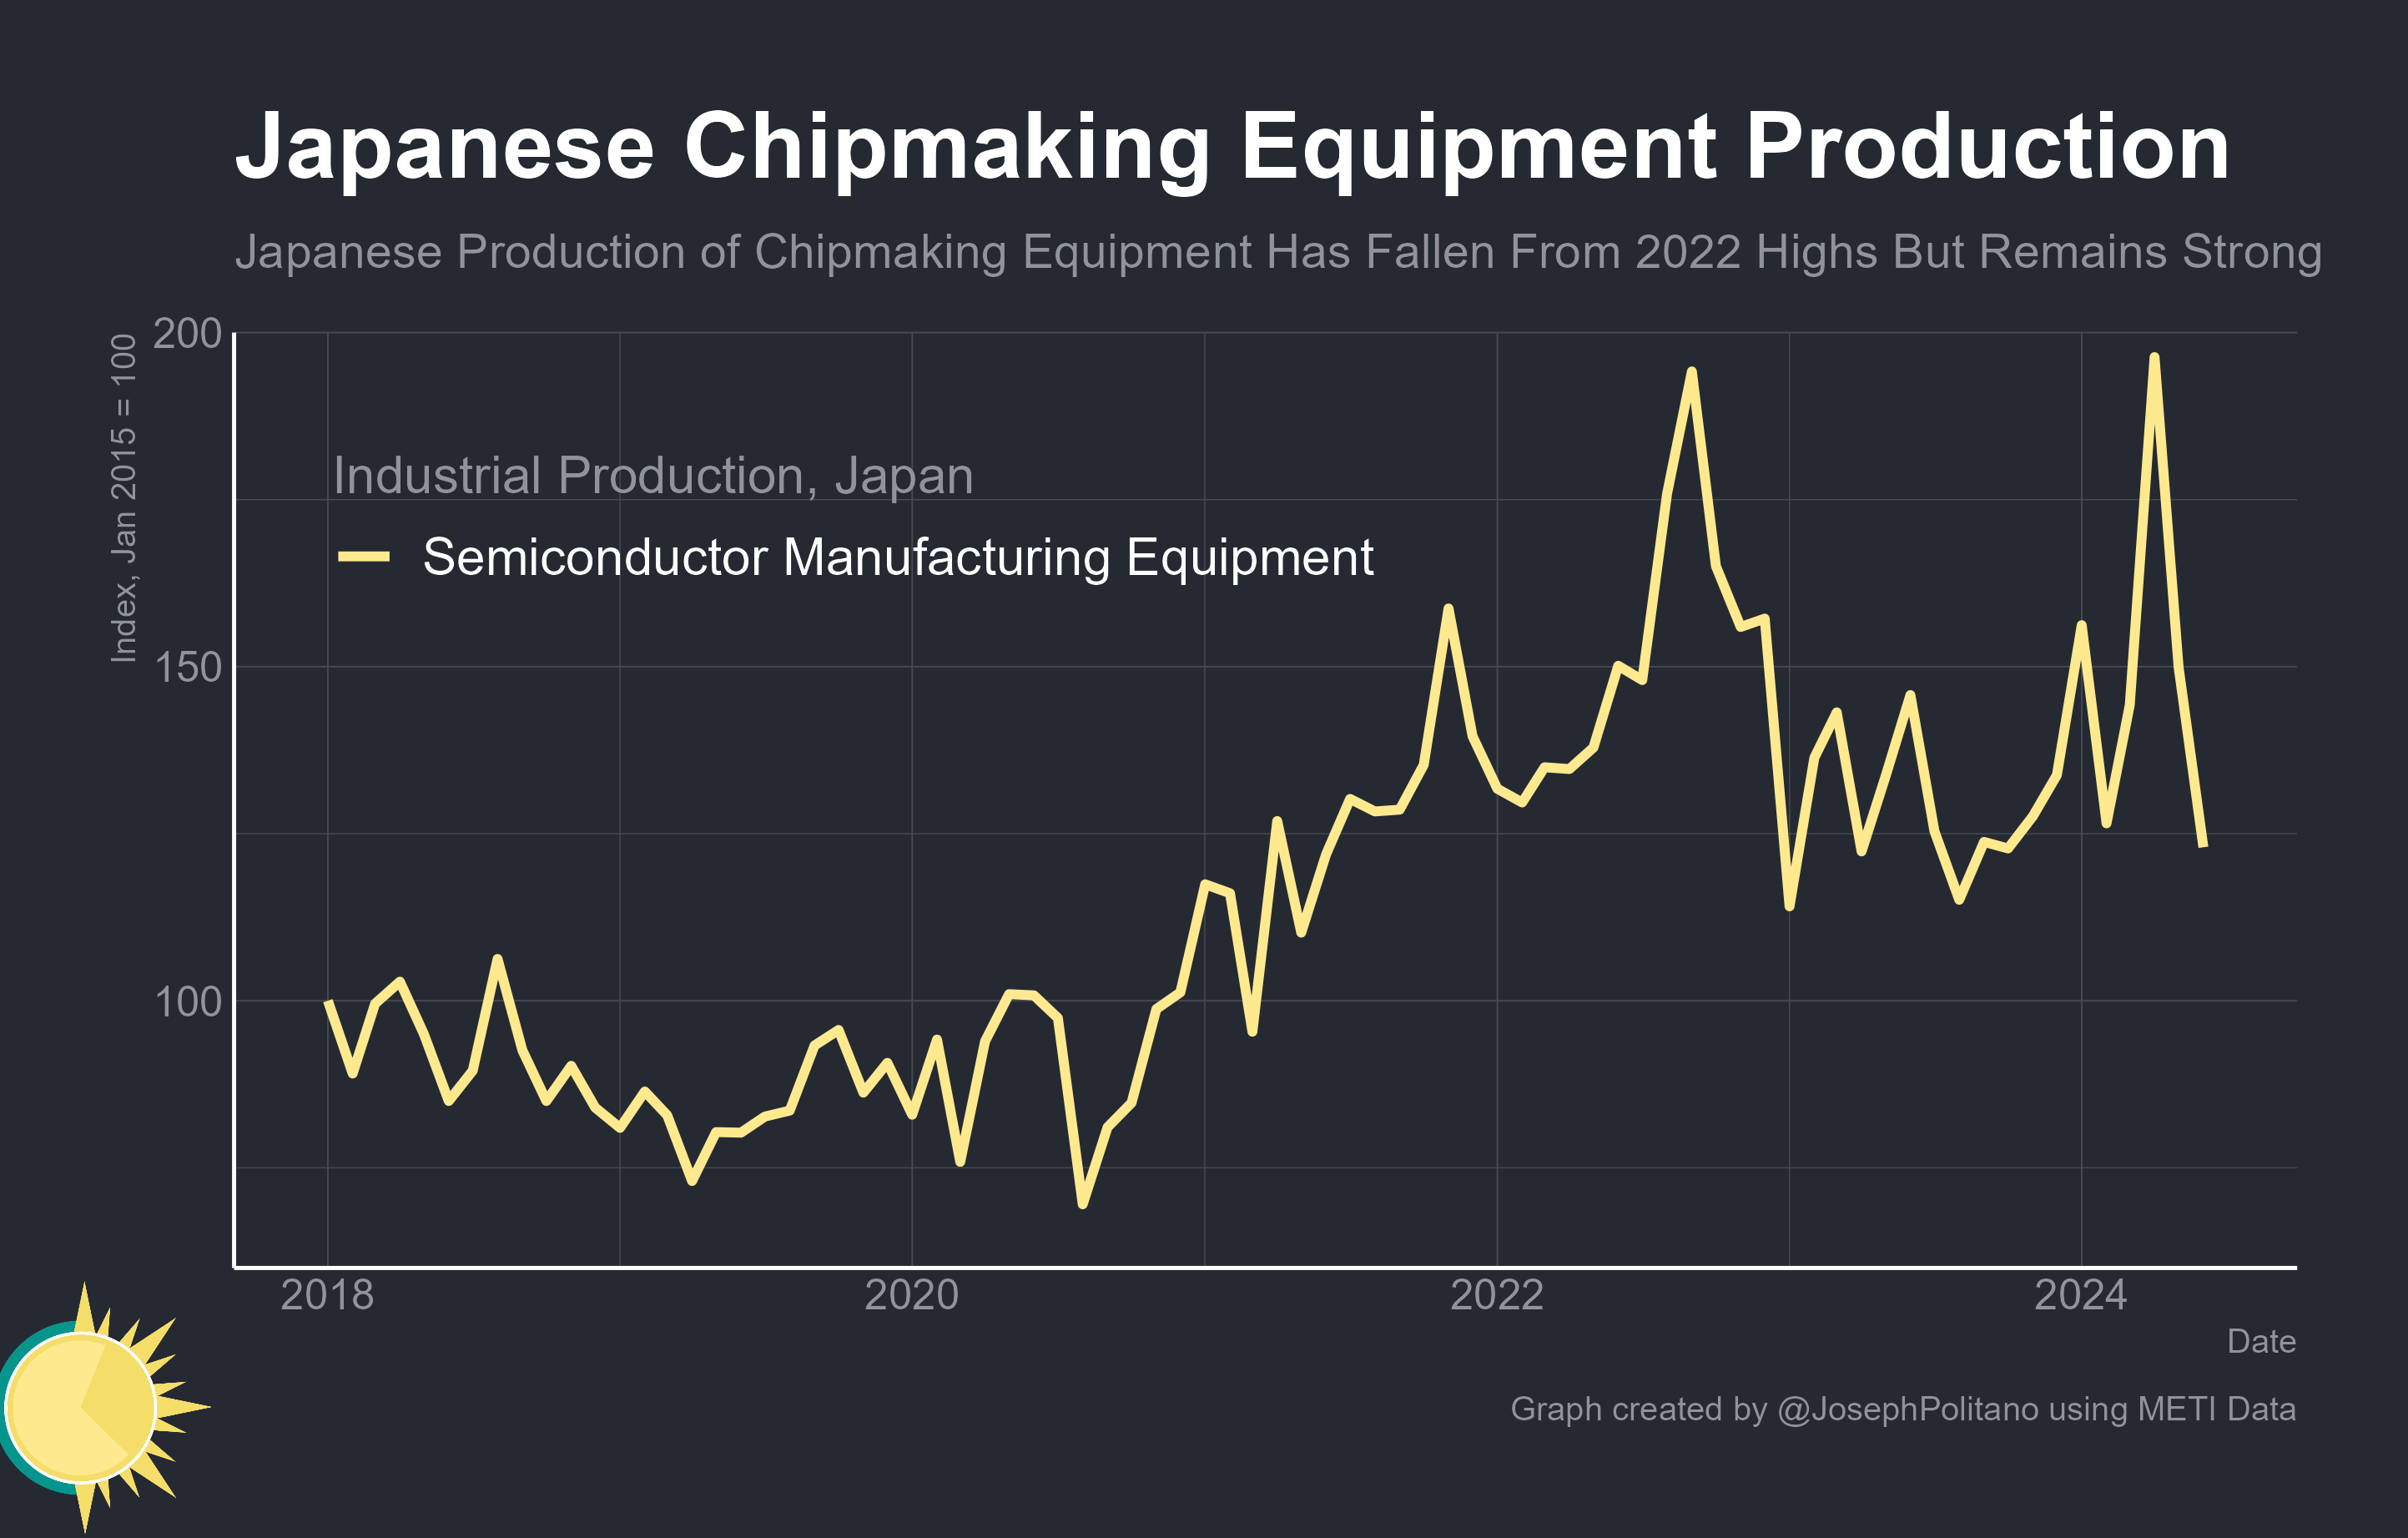 Japanese Chipmaking Equipment Production
Japanese Production of Chipmaking Equipment Has Fallen From 2022 Highs But Remains Strong
Index, Jan 2015 = 100
200
150
100
Industrial Production, Japan
Semiconductor Manufacturing Equipment
2018 2020 2022 2024
Date
Graph created by @JosephPolitano using METI Data